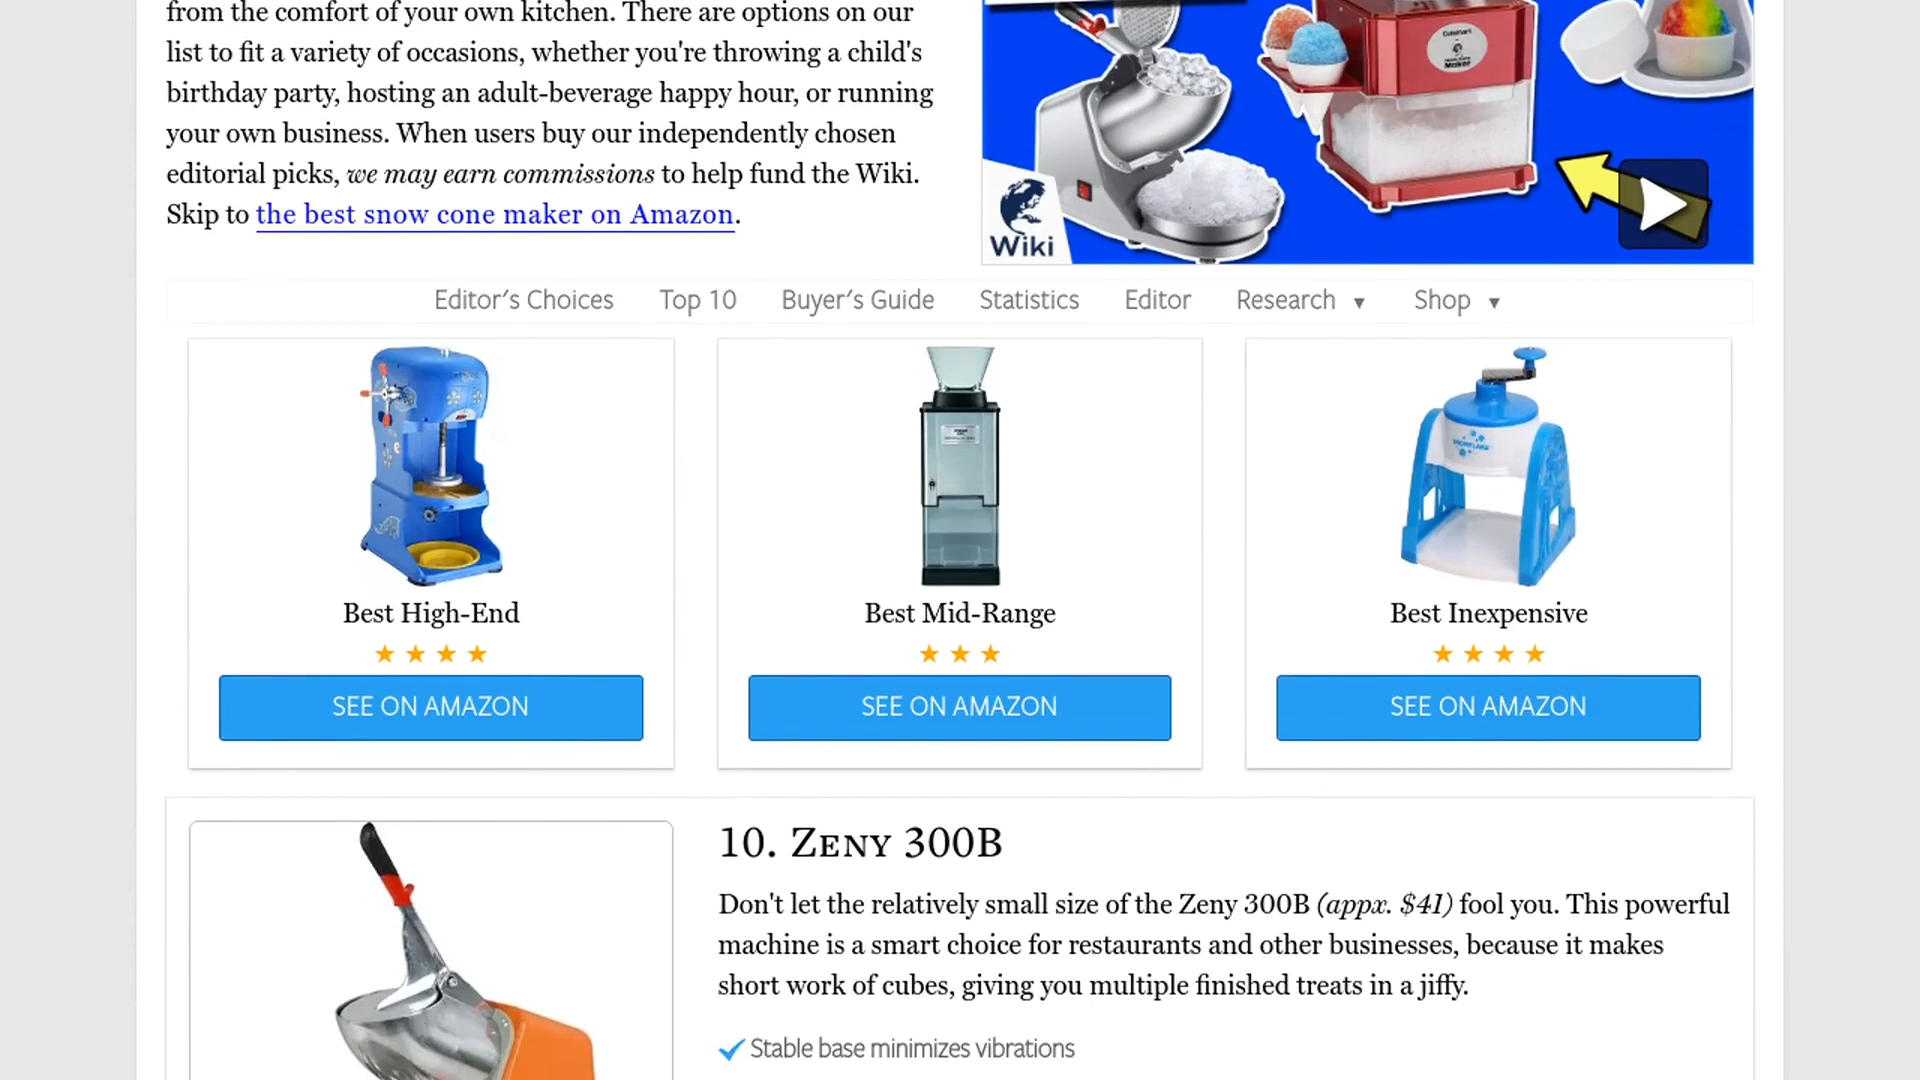 from the comfort of your own kitchen. There are options on our
list to fit a variety of occasions, whether you're throwing a child's
birthday party, hosting an adult-beverage happy hour, or running
your own business. When users buy our independently chosen
editorial picks, we may earn commissions to help fund the Wiki.
Skip to the best snow cone maker on Amazon.
Cuisinart
Maker
Wiki
Editor's Choices Top 10 Buyer's Guide Statistics Editor Research ▼ Shop ▼
Best High-End
★ ★ ★ ★
SEE ON AMAZON
Best Mid-Range
★ ★ ★
SEE ON AMAZON
SNOWFLAKE
Best Inexpensive
★ ★ ★ ★
SEE ON AMAZON
10. ZENY 300B
Don't let the relatively small size of the Zeny 300B (appx. $41) fool you. This powerful
machine is a smart choice for restaurants and other businesses, because it makes
short work of cubes, giving you multiple finished treats in a jiffy.
Stable base minimizes vibrations